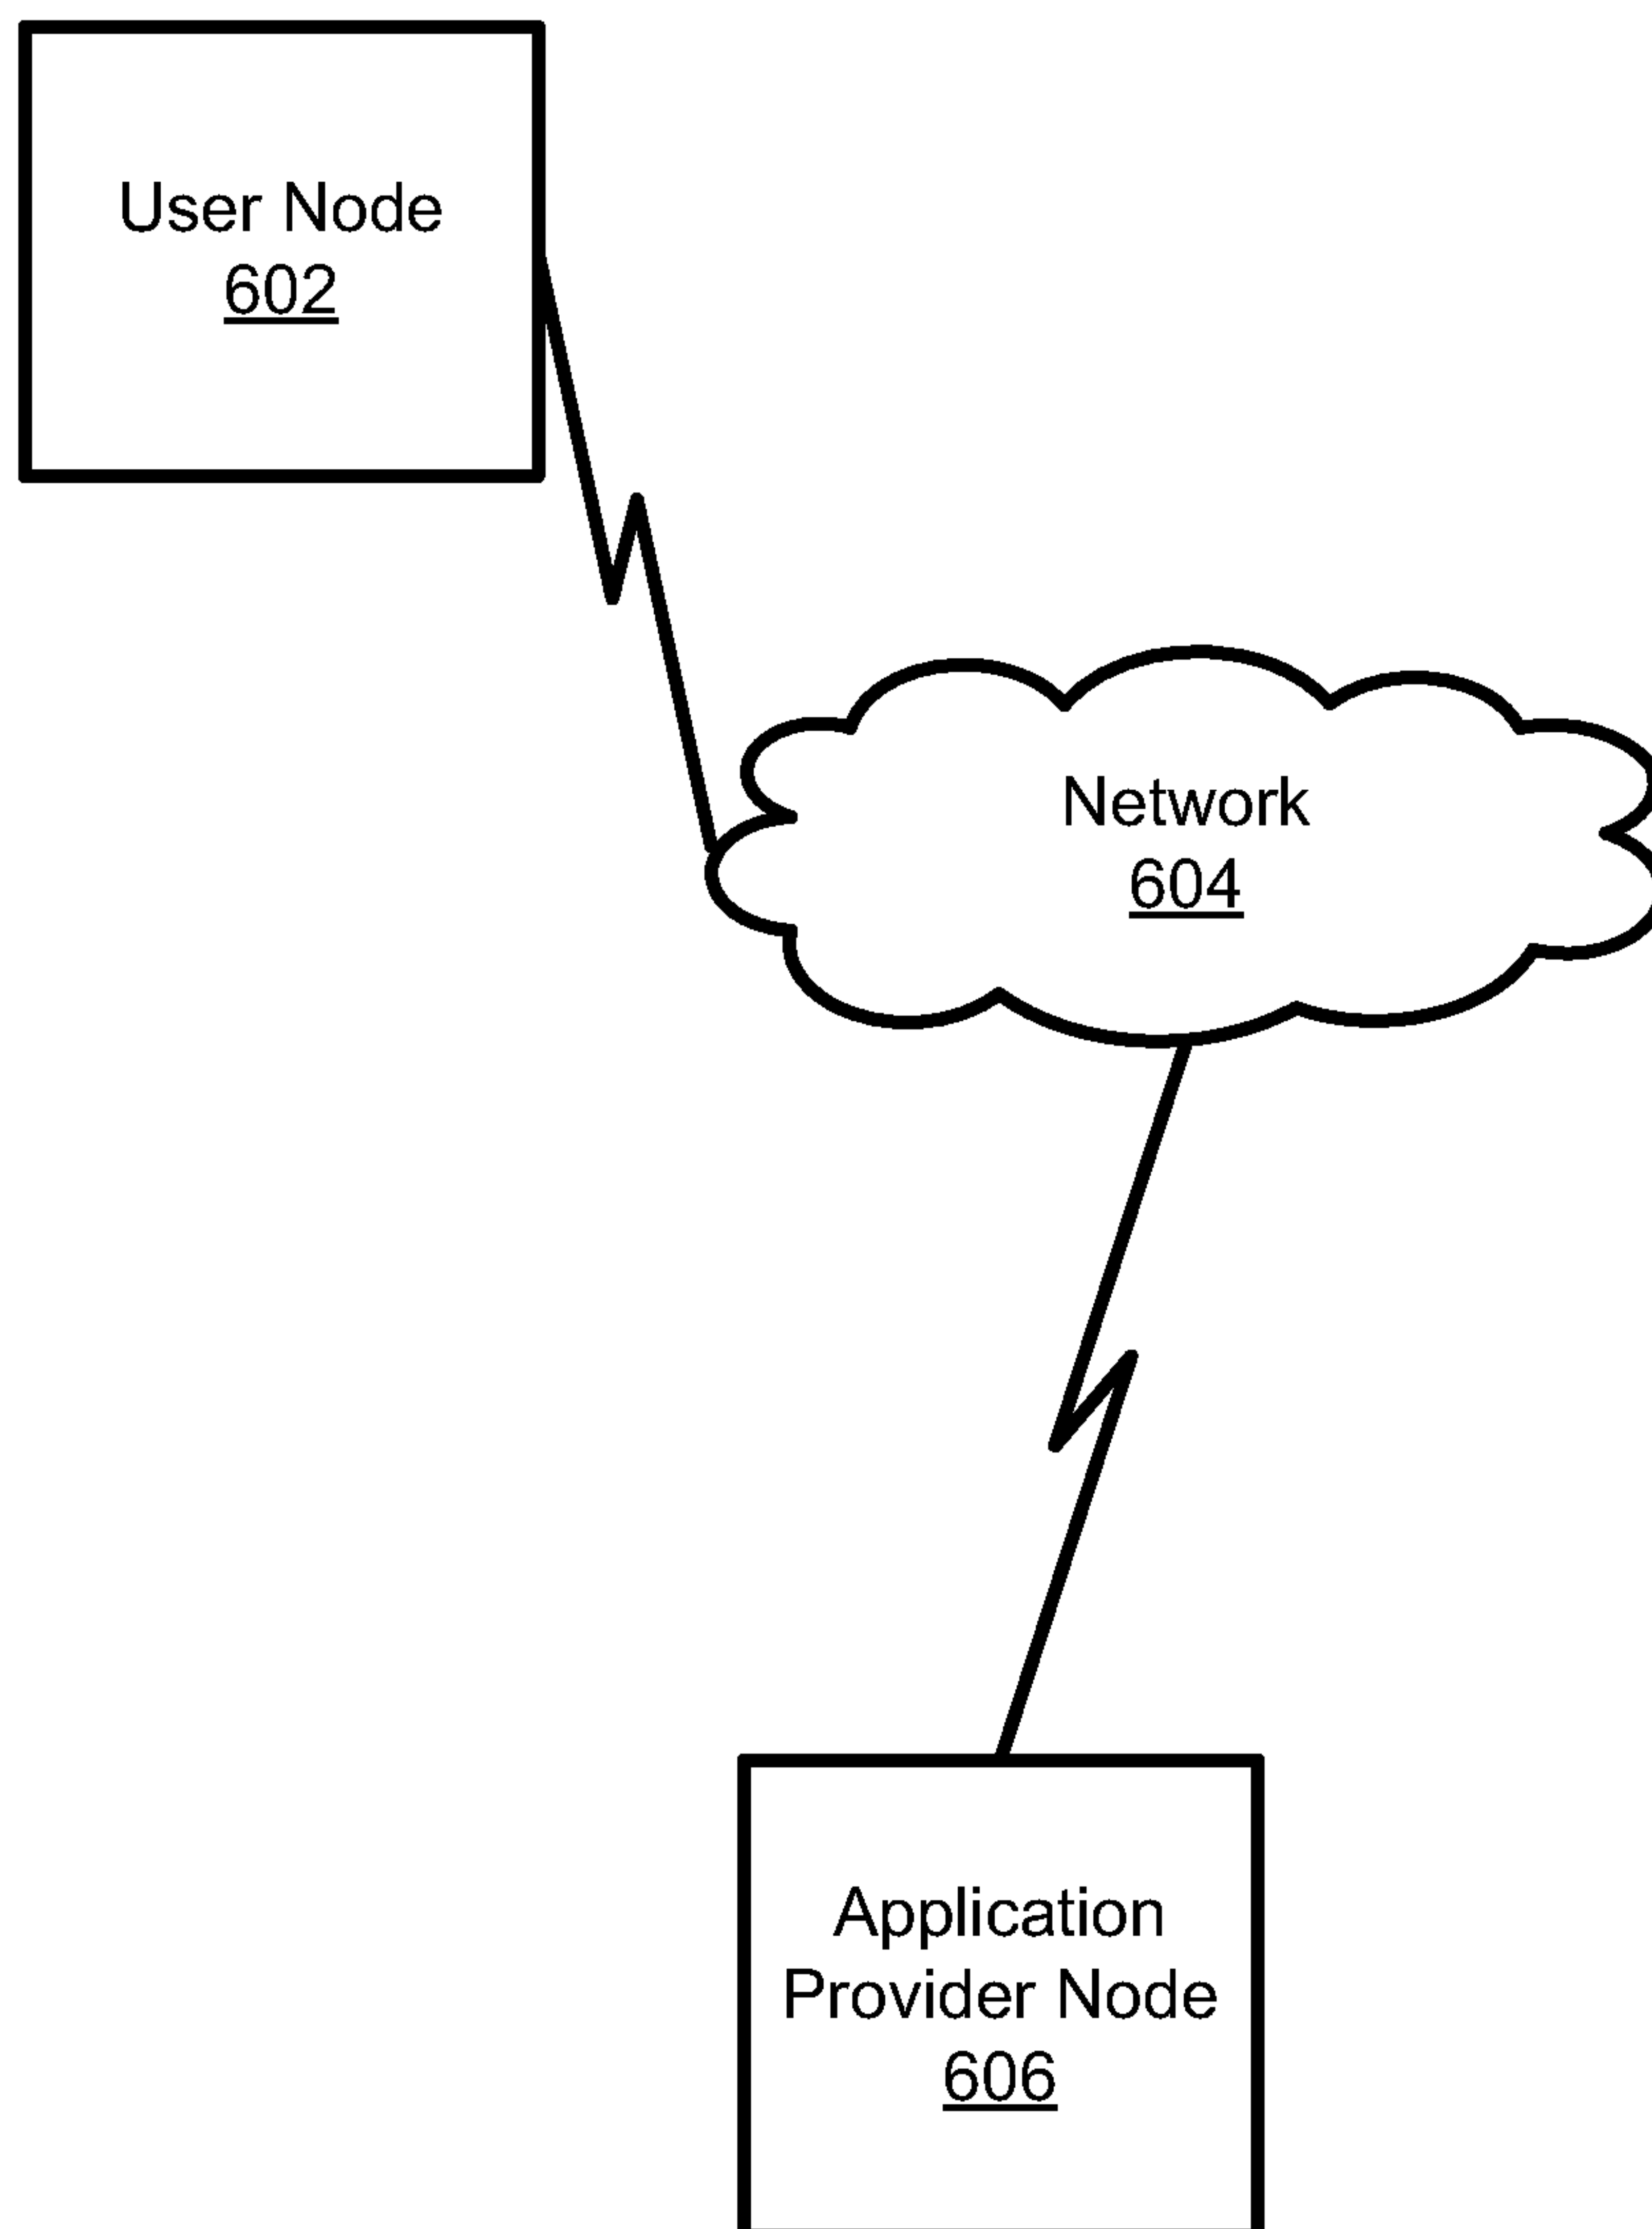 User Node
602
Network
604
Application
Provider Node
606